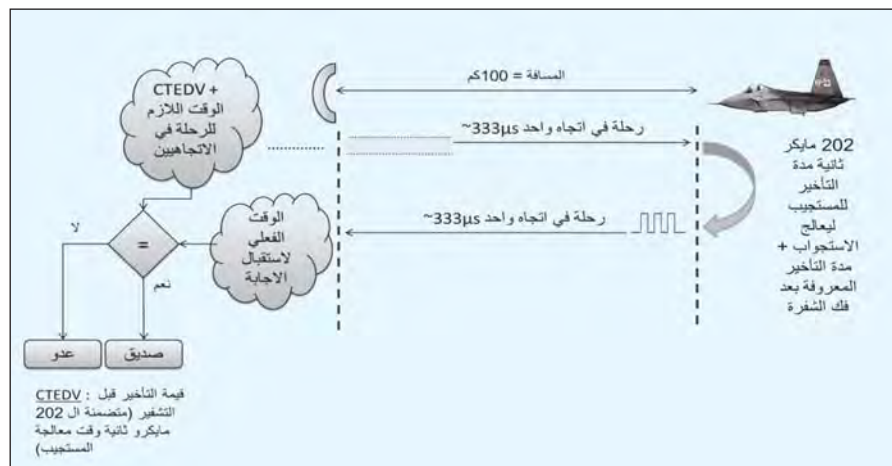 المسافة = 100كم
CTEDV +
الوقت اللازم
للرحلة في
الاتجاهيين
رحلة في اتجاه واحد 333µs~
202 مايكر
ثانية مدة
التأخير
للمستجيب
ليعالج
الاستجواب +
مدة التأخير
المعروفة بعد
فك الشفرة
رحلة في اتجاه واحد 333µs~
الوقت
الفعلي
لاستقبال
الاجابة
=
لا
نعم
عدو
صديق
CTEDV : قيمة التأخير قبل
التشفير (متضمنة ال 202
مايكرو ثانية وقت معالجة
المستجيب)